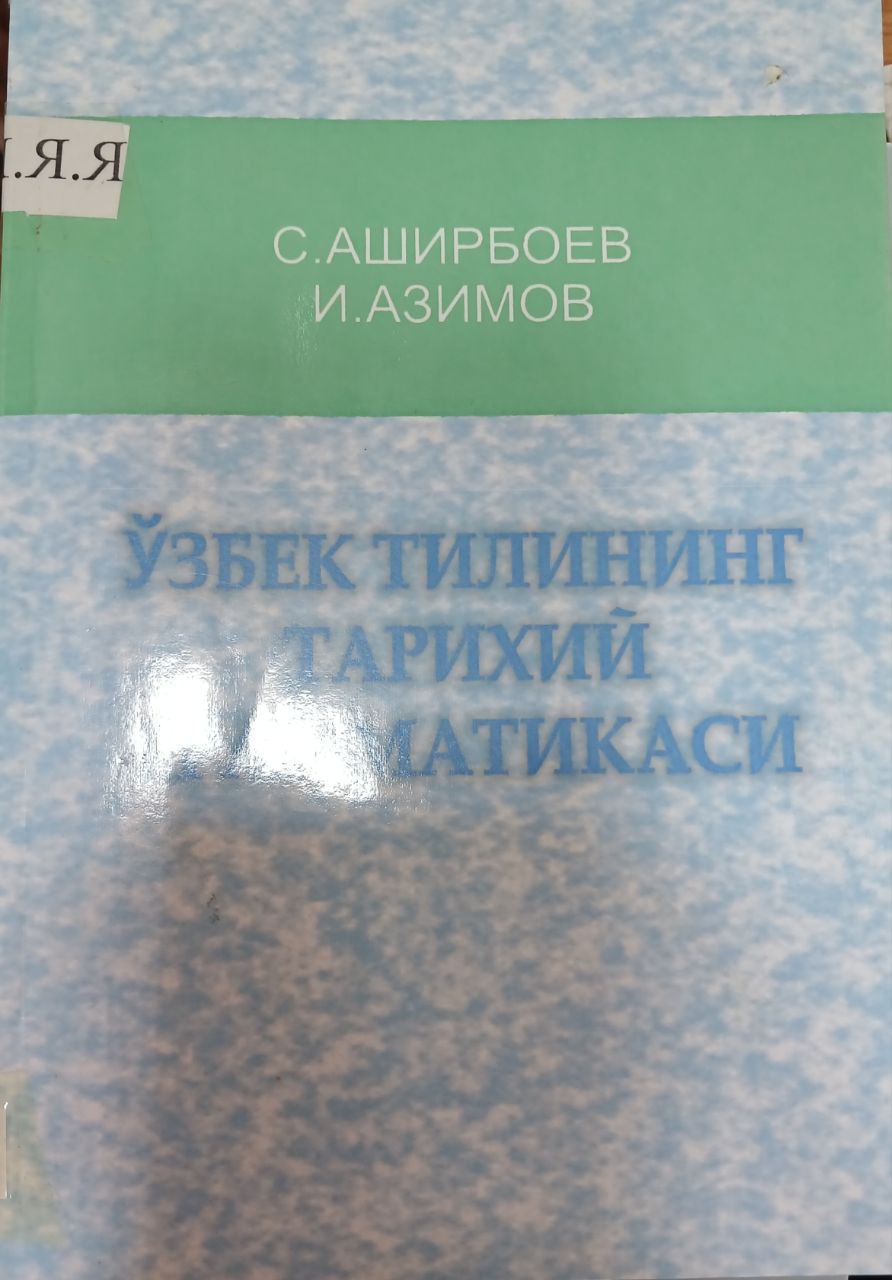 Я.Я.
С.АШИРБОЕВ
И.АЗИМОВ
ЎЗБЕК ТИЛИНИНГ
ТАРИХИЙ